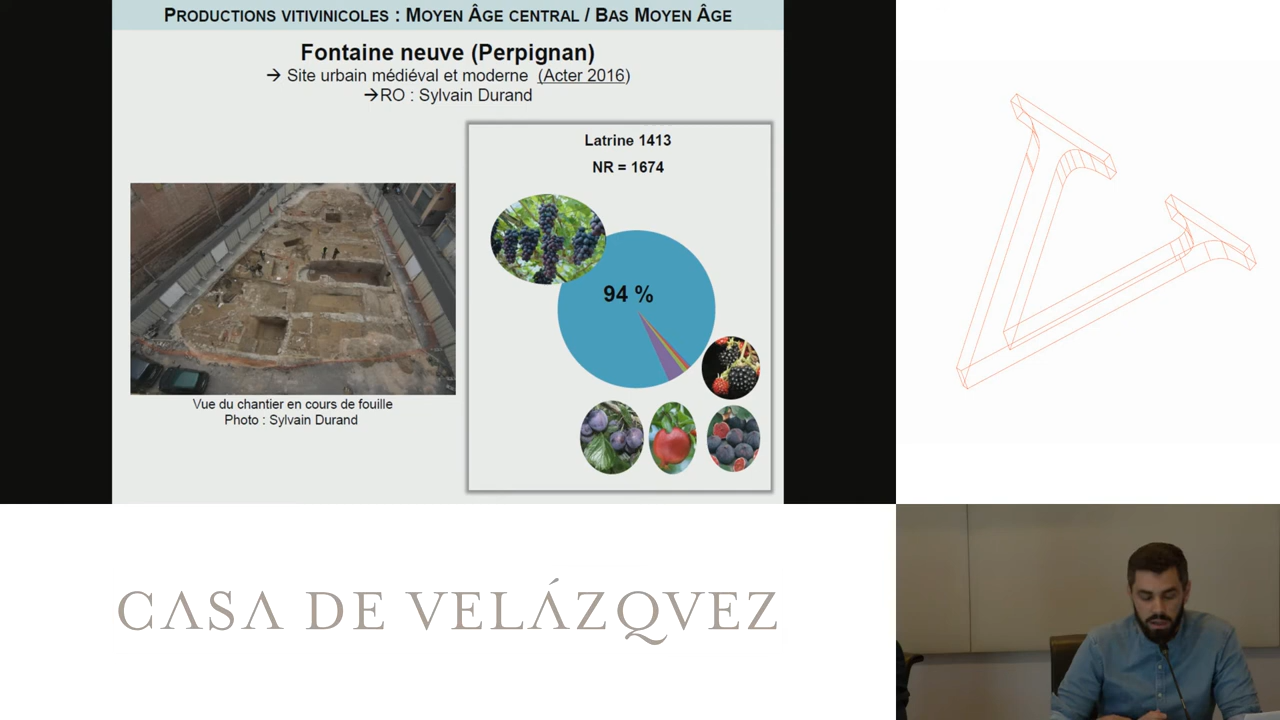 PRODUCTIONS VITIVINICOLES : MOYEN ÂGE CENTRAL / BAS MOYEN ÂGE
Fontaine neuve (Perpignan)
→ Site urbain médiéval et moderne (Acter 2016)
→RO : Sylvain Durand
Latrine 1413
NR = 1674
94 %
Vue du chantier en cours de fouille
Photo : Sylvain Durand
CASA DE VELÁZQVEZ